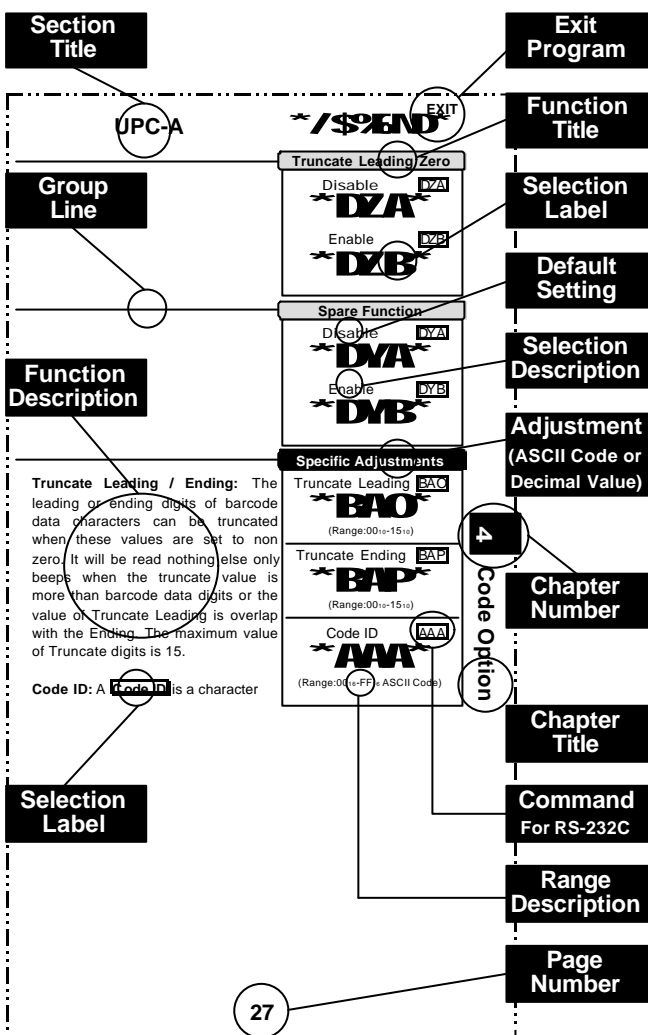 Section
Title
Exit
Program
UPC-A
*/$%END*
EXIT
Function
Title
Truncate Leading Zero
Disable DZA
*DZA*
Enable DZB
*DZB*
Group
Line
Selection
Label
Default
Setting
Spare Function
Disable DYA
*DYA*
Enable DYB
*DYB*
Function
Description
Selection
Description
Adjustment
(ASCII Code or
Decimal Value)
Specific Adjustments
Truncate Leading BAO
*BAO*
(Range:00₁₀-15₁₀)
Truncate Ending BAP
*BAP*
(Range:00₁₀-15₁₀)
Code ID AAA
*AAA*
(Range:00₁₆-FF₁₆ ASCII Code)
Truncate Leading / Ending: The
leading or ending digits of barcode
data characters can be truncated
when these values are set to non
zero. It will be read nothing else only
beeps when the truncate value is
more than barcode data digits or the
value of Truncate Leading is overlap
with the Ending. The maximum value
of Truncate digits is 15.
Code ID: A Code ID is a character
4
Code Option
Chapter
Number
Chapter
Title
Selection
Label
Command
For RS-232C
Range
Description
Page
Number
27